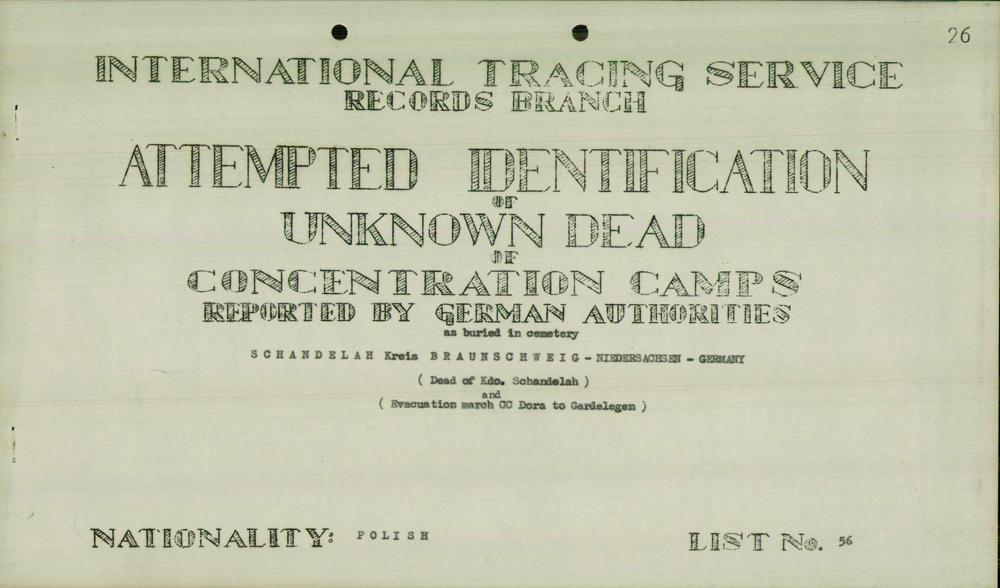 26
INTERNATIONAL TRACING SERVICE
RECORDS BRANCH
ATTEMPTED IDENTIFICATION
OF
UNKNOWN DEAD
OF
CONCENTRATION CAMPS
REPORTED BY GERMAN AUTHORITIES
as buried in cemetery
SCHANDELAH Kreis BRAUNSCHWEIG - NIEDERSACHSEN - GERMANY
( Dead of Kdo. Schandelah )
and
( Evacuation march CC Dora to Gardelegen )
NATIONALITY: POLISH
LIST No. 56